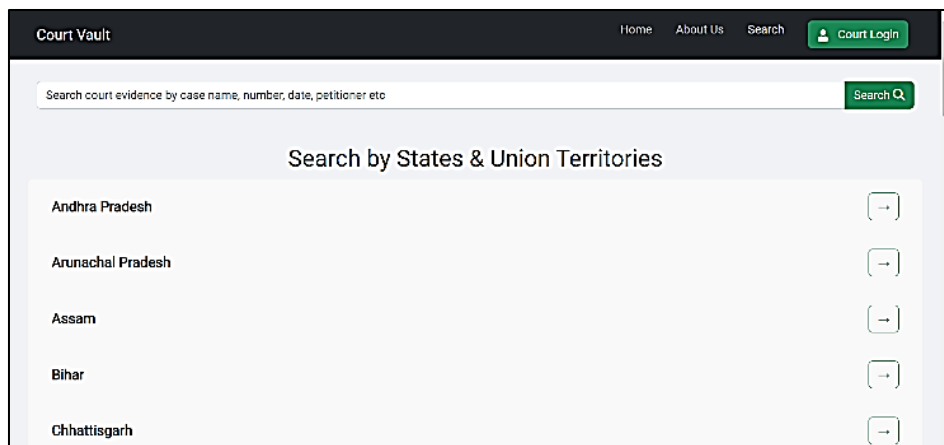 Court Vault Home About Us Search Court Login
Search court evidence by case name, number, date, petitioner etc Search
Search by States & Union Territories
Andhra Pradesh →
Arunachal Pradesh →
Assam →
Bihar →
Chhattisgarh →